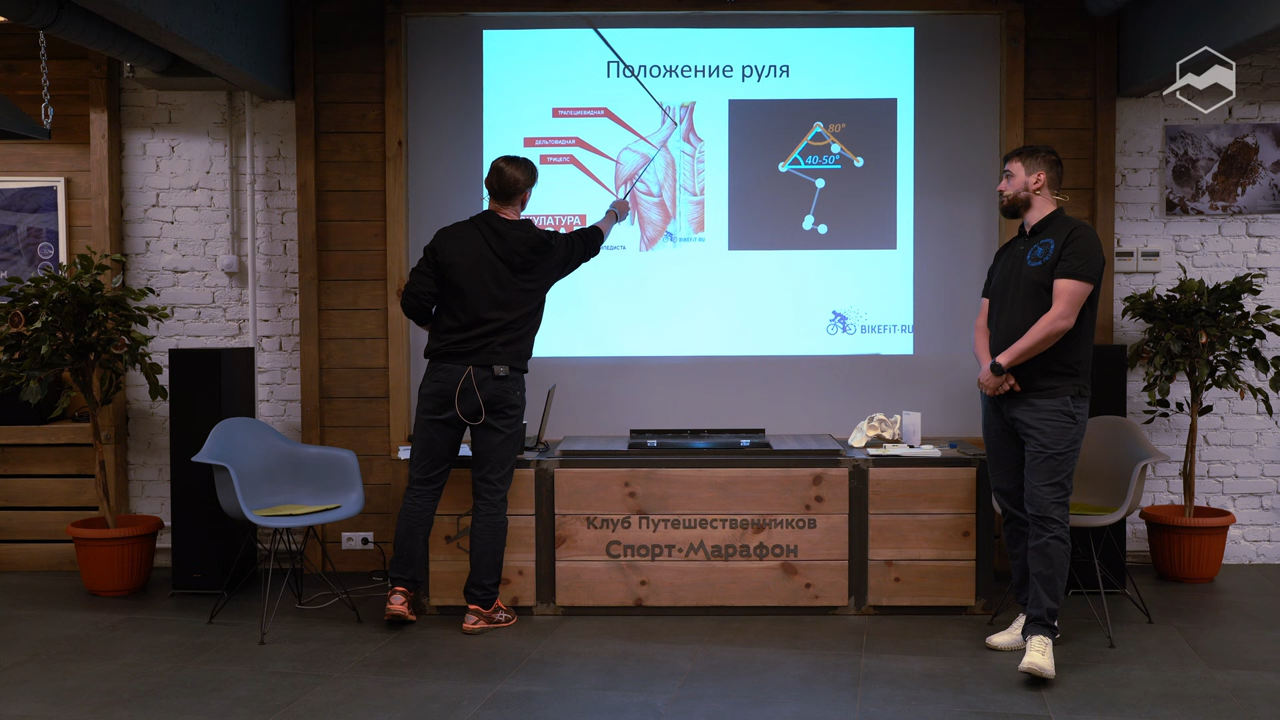 Положение руля
ТРАПЕЦИЕВИДНАЯ
ДЕЛЬТОВИДНАЯ
ТРИЦЕПС
80°
40-50°
BIKEFIT.RU
BIKEFIT·RU
Клуб Путешественников
Спорт·Марафон